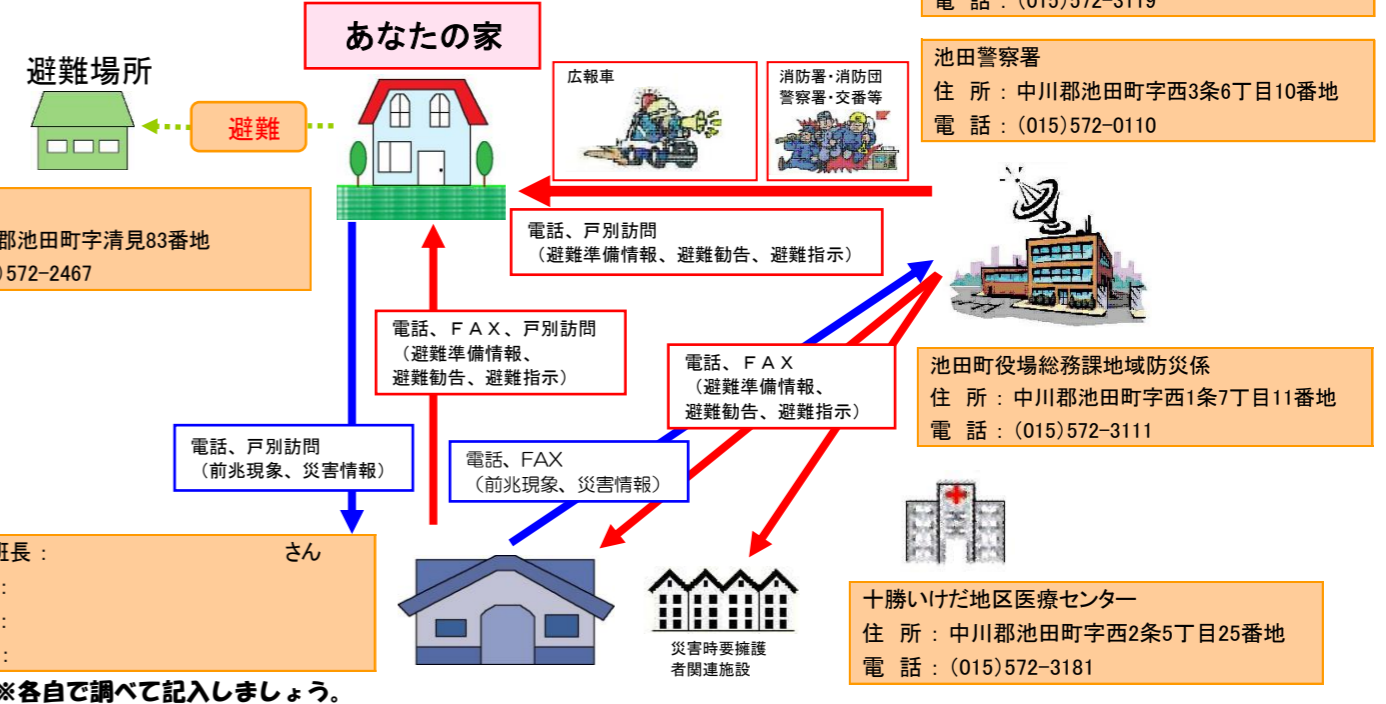 電 話：(015)572-3119
あなたの家
避難場所
避難
広報車
消防署・消防団
警察署・交番等
池田警察署
住 所：中川郡池田町字西3条6丁目10番地
電 話：(015)572-0110
郡池田町字清見83番地
)572-2467
電話、戸別訪問
（避難準備情報、避難勧告、避難指示）
電話、ＦＡＸ、戸別訪問
（避難準備情報、
避難勧告、避難指示）
電話、ＦＡＸ
（避難準備情報、
避難勧告、避難指示）
池田町役場総務課地域防災係
住 所：中川郡池田町字西1条7丁目11番地
電 話：(015)572-3111
電話、戸別訪問
（前兆現象、災害情報）
電話、FAX
（前兆現象、災害情報）
班長： さん
：
：
：
災害時要擁護
者関連施設
十勝いけだ地区医療センター
住 所：中川郡池田町字西2条5丁目25番地
電 話：(015)572-3181
※各自で調べて記入しましょう。